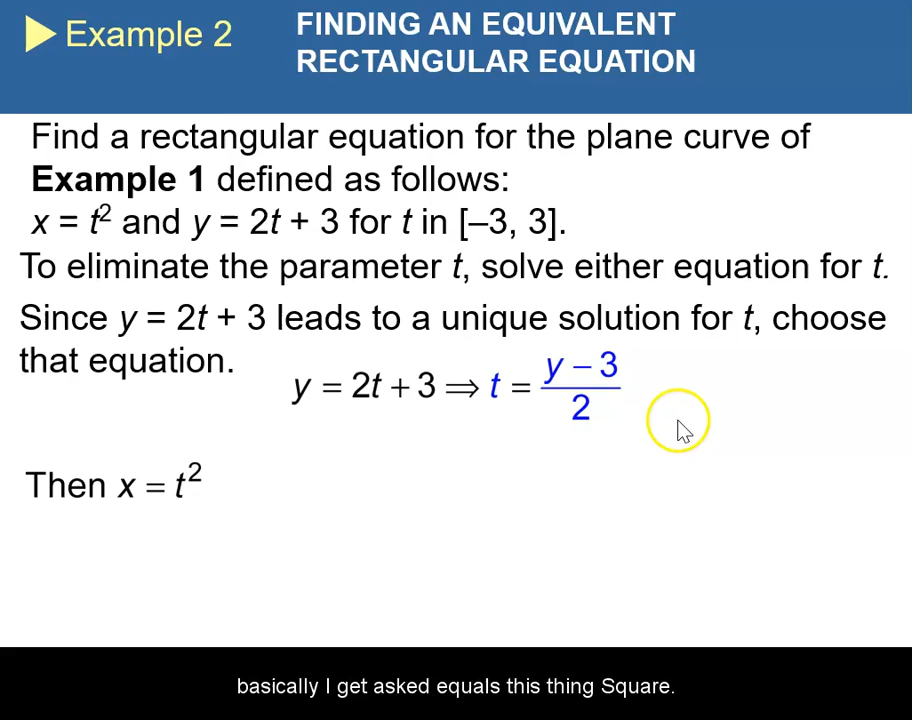 Example 2
FINDING AN EQUIVALENT
RECTANGULAR EQUATION
Find a rectangular equation for the plane curve of
Example 1 defined as follows:
x = t² and y = 2t + 3 for t in [–3, 3].
To eliminate the parameter t, solve either equation for t.
Since y = 2t + 3 leads to a unique solution for t, choose
that equation.
y = 2t + 3 ⇒ t = (y − 3)/2
Then x = t²
basically I get asked equals this thing Square.